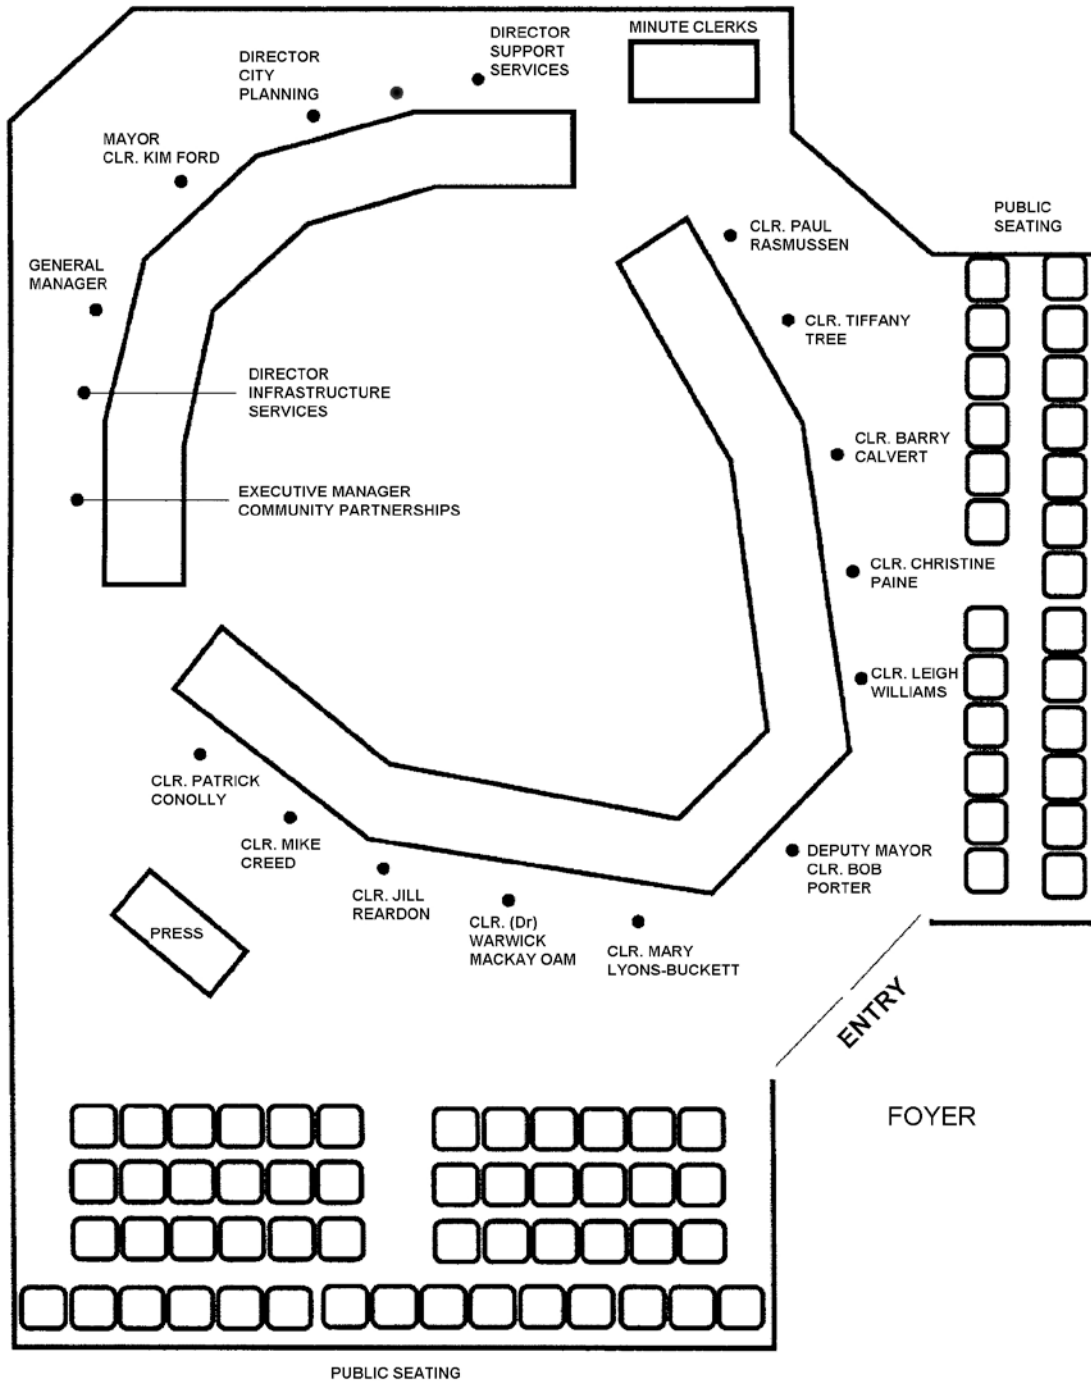 MINUTE CLERKS
DIRECTOR
SUPPORT
SERVICES
DIRECTOR
CITY
PLANNING
MAYOR
CLR. KIM FORD
GENERAL
MANAGER
DIRECTOR
INFRASTRUCTURE
SERVICES
EXECUTIVE MANAGER
COMMUNITY PARTNERSHIPS
CLR. PAUL
RASMUSSEN
PUBLIC
SEATING
CLR. TIFFANY
TREE
CLR. BARRY
CALVERT
CLR. CHRISTINE
PAINE
CLR. LEIGH
WILLIAMS
DEPUTY MAYOR
CLR. BOB
PORTER
CLR. PATRICK
CONOLLY
CLR. MIKE
CREED
CLR. JILL
REARDON
CLR. (Dr)
WARWICK
MACKAY OAM
CLR. MARY
LYONS-BUCKETT
PRESS
ENTRY
FOYER
PUBLIC SEATING